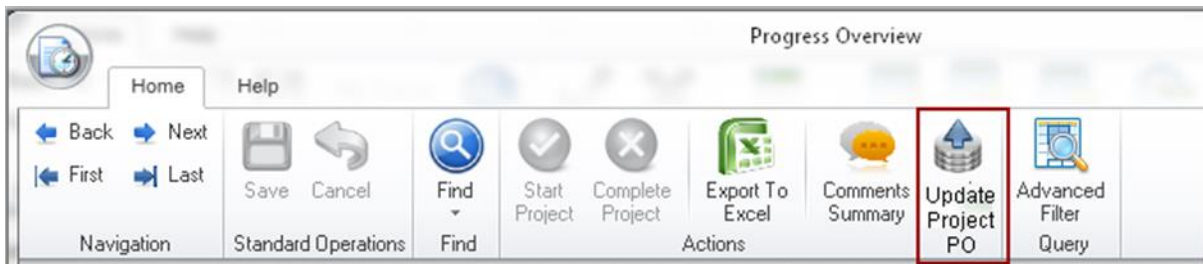 Progress Overview
Home Help
Back Next
First Last
Navigation
Save Cancel
Standard Operations
Find
Find
Start
Project
Complete
Project
Export To
Excel
Comments
Summary
Update
Project
PO
Actions
Advanced
Filter
Query